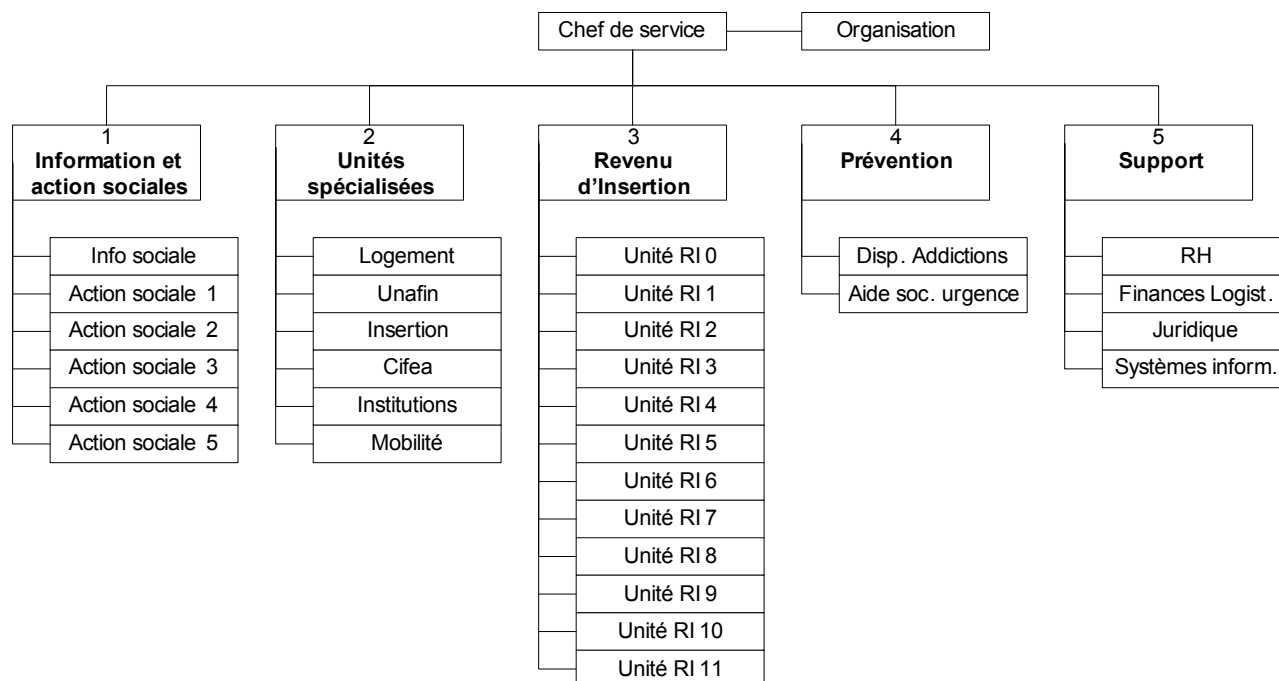 Chef de service
Organisation
1
Information et
action sociales
2
Unités
spécialisées
3
Revenu
d'Insertion
4
Prévention
5
Support
Info sociale
Action sociale 1
Action sociale 2
Action sociale 3
Action sociale 4
Action sociale 5
Logement
Unafin
Insertion
Cifea
Institutions
Mobilité
Unité RI 0
Unité RI 1
Unité RI 2
Unité RI 3
Unité RI 4
Unité RI 5
Unité RI 6
Unité RI 7
Unité RI 8
Unité RI 9
Unité RI 10
Unité RI 11
Disp. Addictions
Aide soc. urgence
RH
Finances Logist.
Juridique
Systèmes inform.